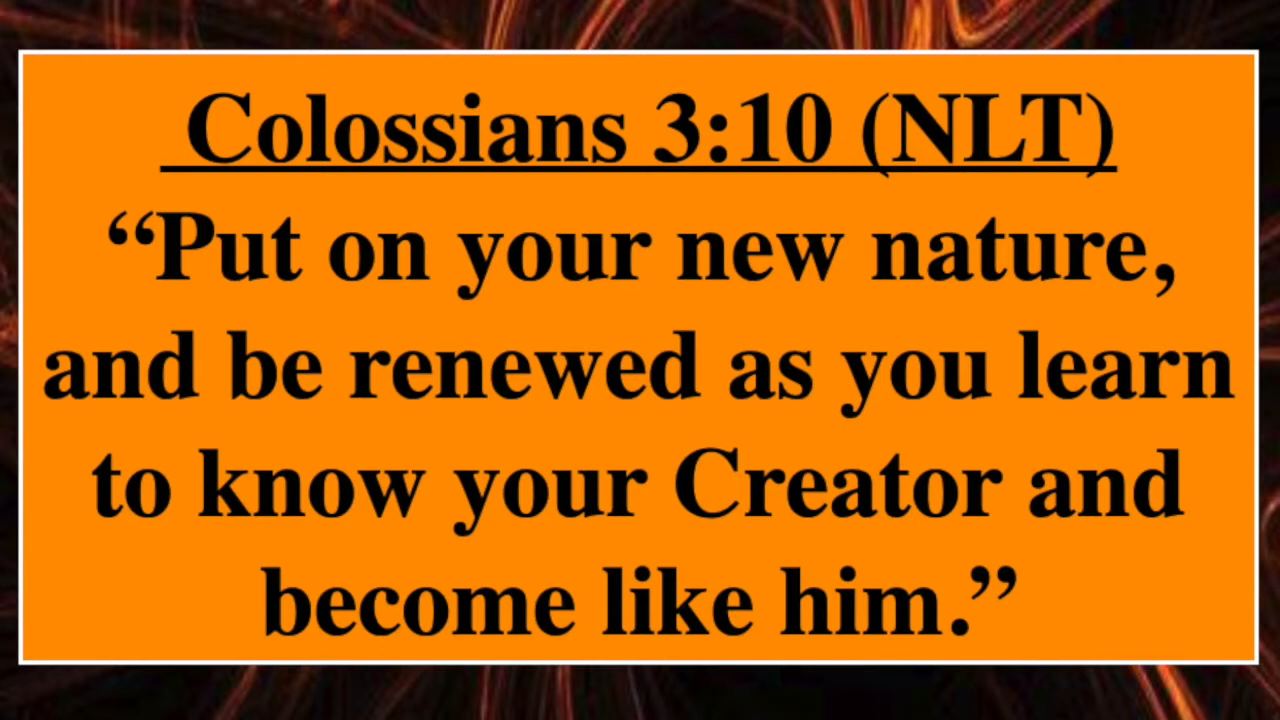 Colossians 3:10 (NLT)
“Put on your new nature,
and be renewed as you learn
to know your Creator and
become like him.”